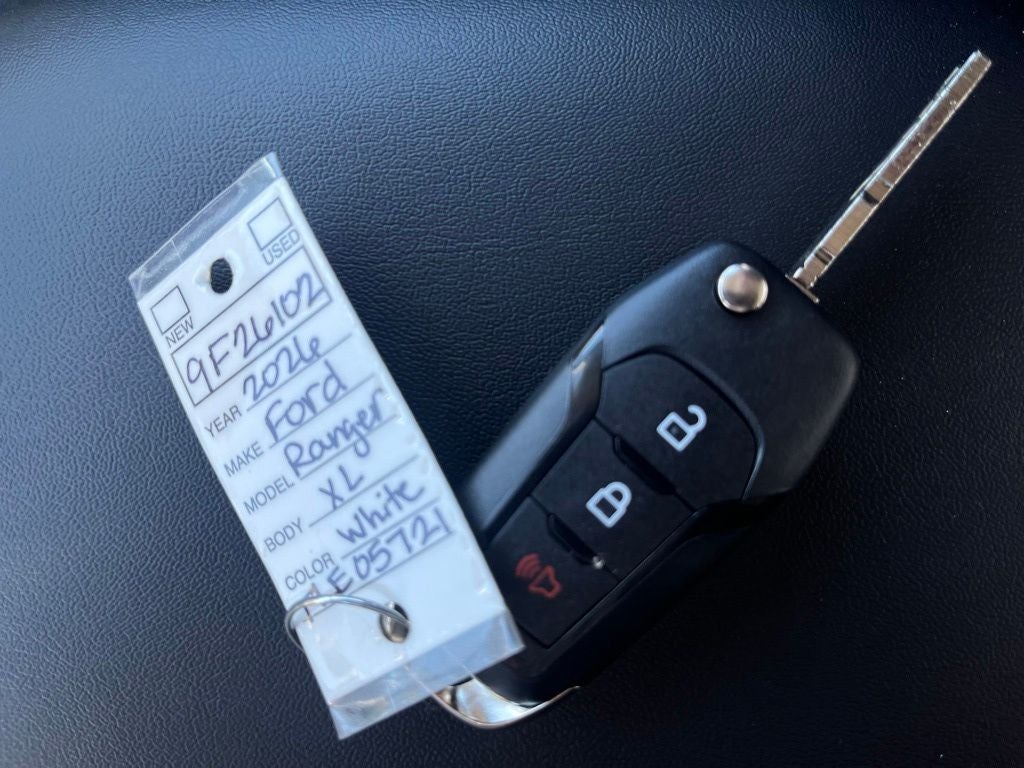 NEW USED
9F26102
YEAR 2026
MAKE Ford
MODEL Ranger
BODY XL
COLOR White
E05721